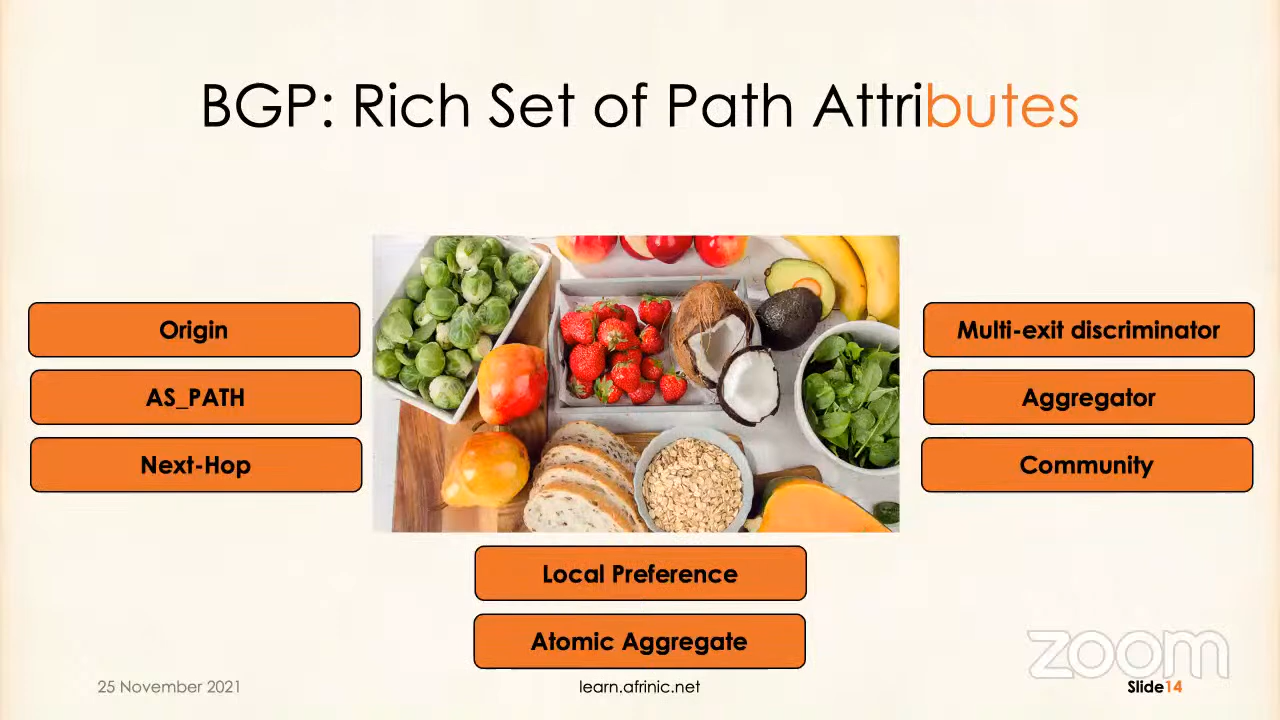 BGP: Rich Set of Path Attributes
Origin
AS_PATH
Next-Hop
Multi-exit discriminator
Aggregator
Community
Local Preference
Atomic Aggregate
zoom
25 November 2021
learn.afrinic.net
Slide14